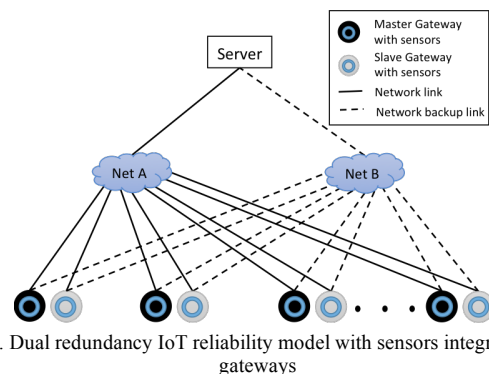 Server
Master Gateway
with sensors
Slave Gateway
with sensors
Network link
Network backup link
Net A
Net B
. Dual redundancy IoT reliability model with sensors integr
gateways